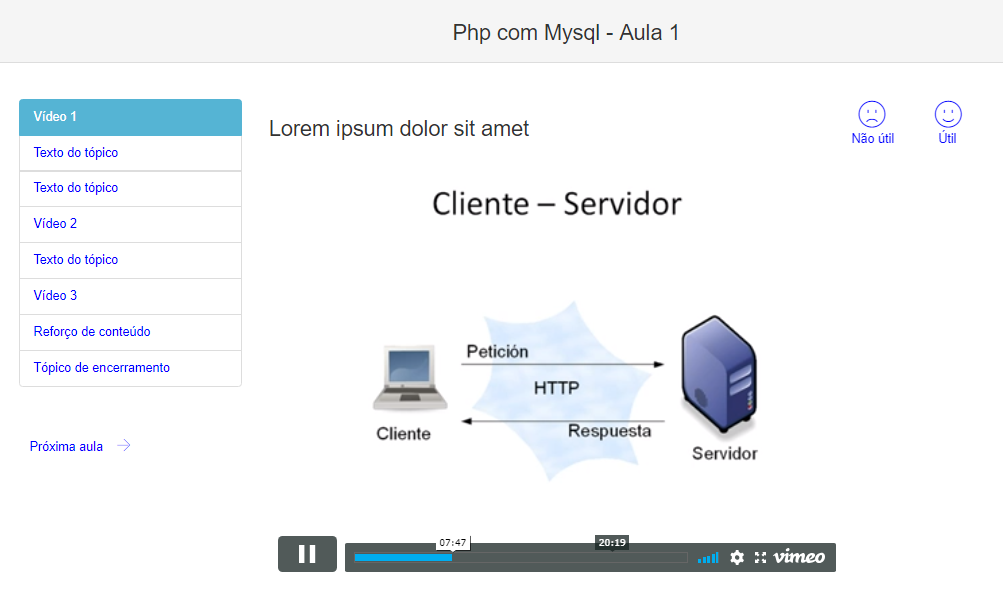 Php com Mysql - Aula 1
Vídeo 1
Texto do tópico
Texto do tópico
Vídeo 2
Texto do tópico
Vídeo 3
Reforço de conteúdo
Tópico de encerramento
Próxima aula
Lorem ipsum dolor sit amet
Não útil
Útil
Cliente – Servidor
Petición
HTTP
Respuesta
Cliente
Servidor
07:47
20:19
vimeo